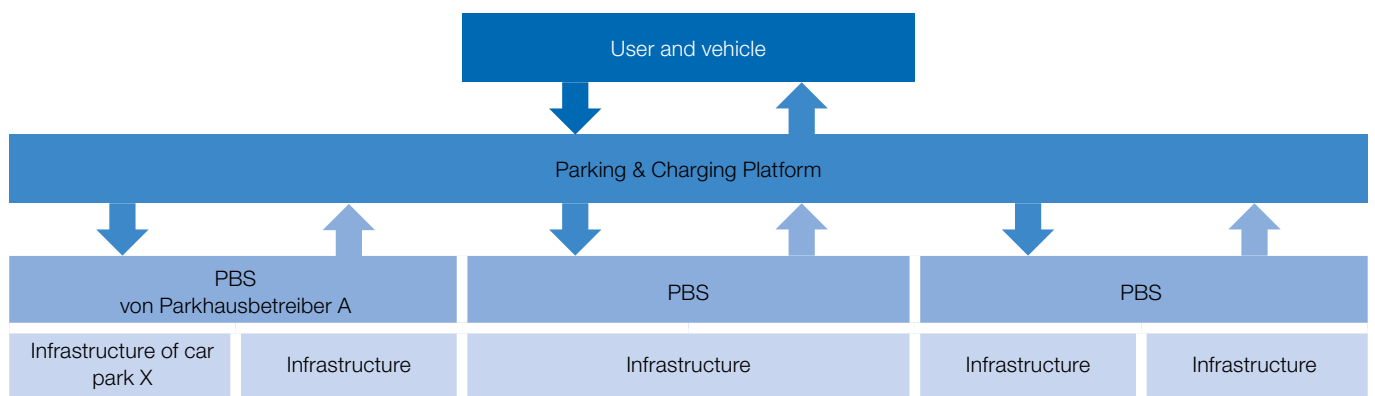 User and vehicle
Parking & Charging Platform
PBS
von Parkhausbetreiber A
PBS
PBS
Infrastructure of car
park X
Infrastructure
Infrastructure
Infrastructure
Infrastructure